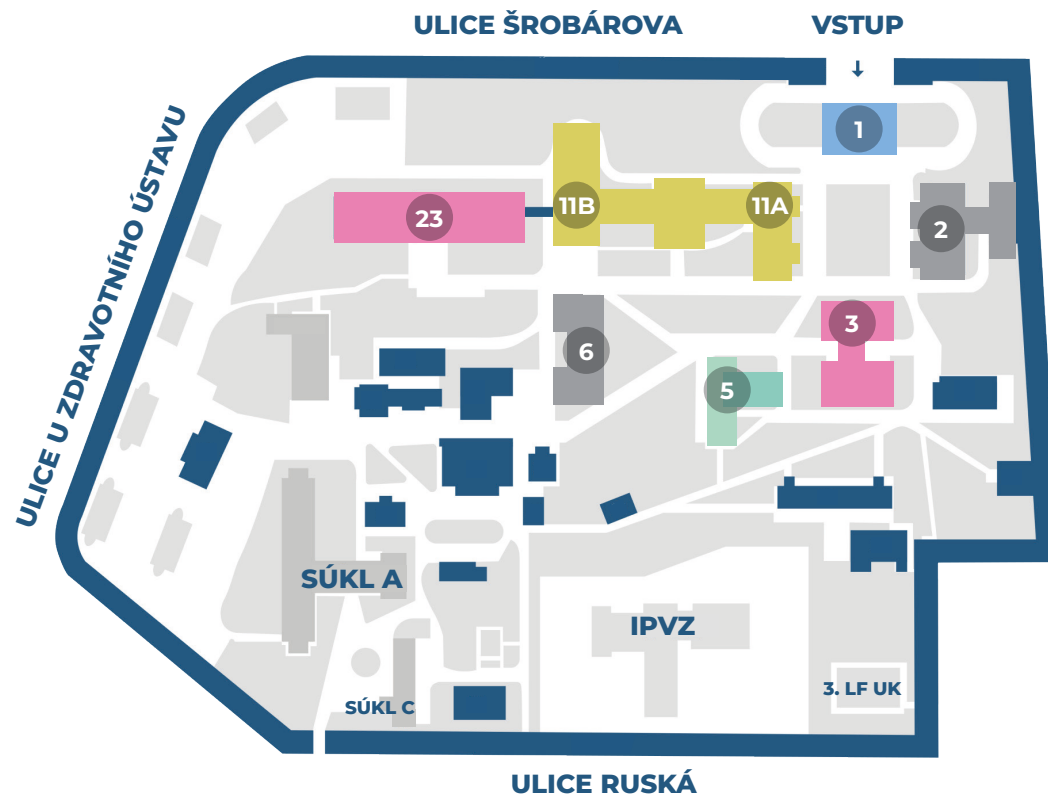 ULICE ŠROBÁROVA
VSTUP
1
11B
11A
23
2
3
6
5
ULICE U ZDRAVOTNÍHO ÚSTAVU
SÚKL A
IPVZ
3. LF UK
SÚKL C
ULICE RUSKÁ